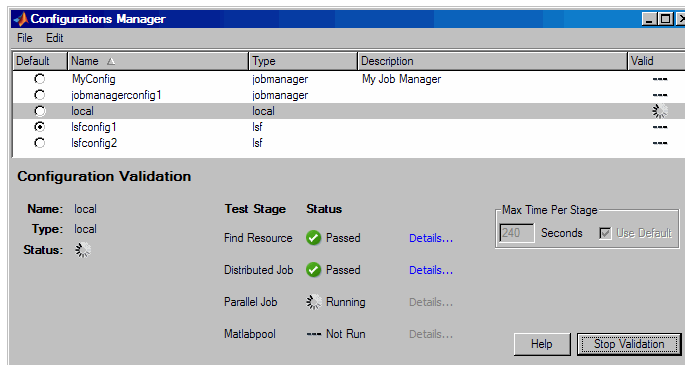 Configurations Manager
File Edit
Default Name Type Description Valid
MyConfig jobmanager My Job Manager ---
jobmanagerconfig1 jobmanager ---
local local
lsfconfig1 lsf ---
lsfconfig2 lsf ---
Configuration Validation
Name: local Test Stage Status Max Time Per Stage
Type: local Find Resource Passed Details... 240 Seconds Use Default
Status: Distributed Job Passed Details...
Parallel Job Running Details...
Matlabpool --- Not Run Details...
Help Stop Validation